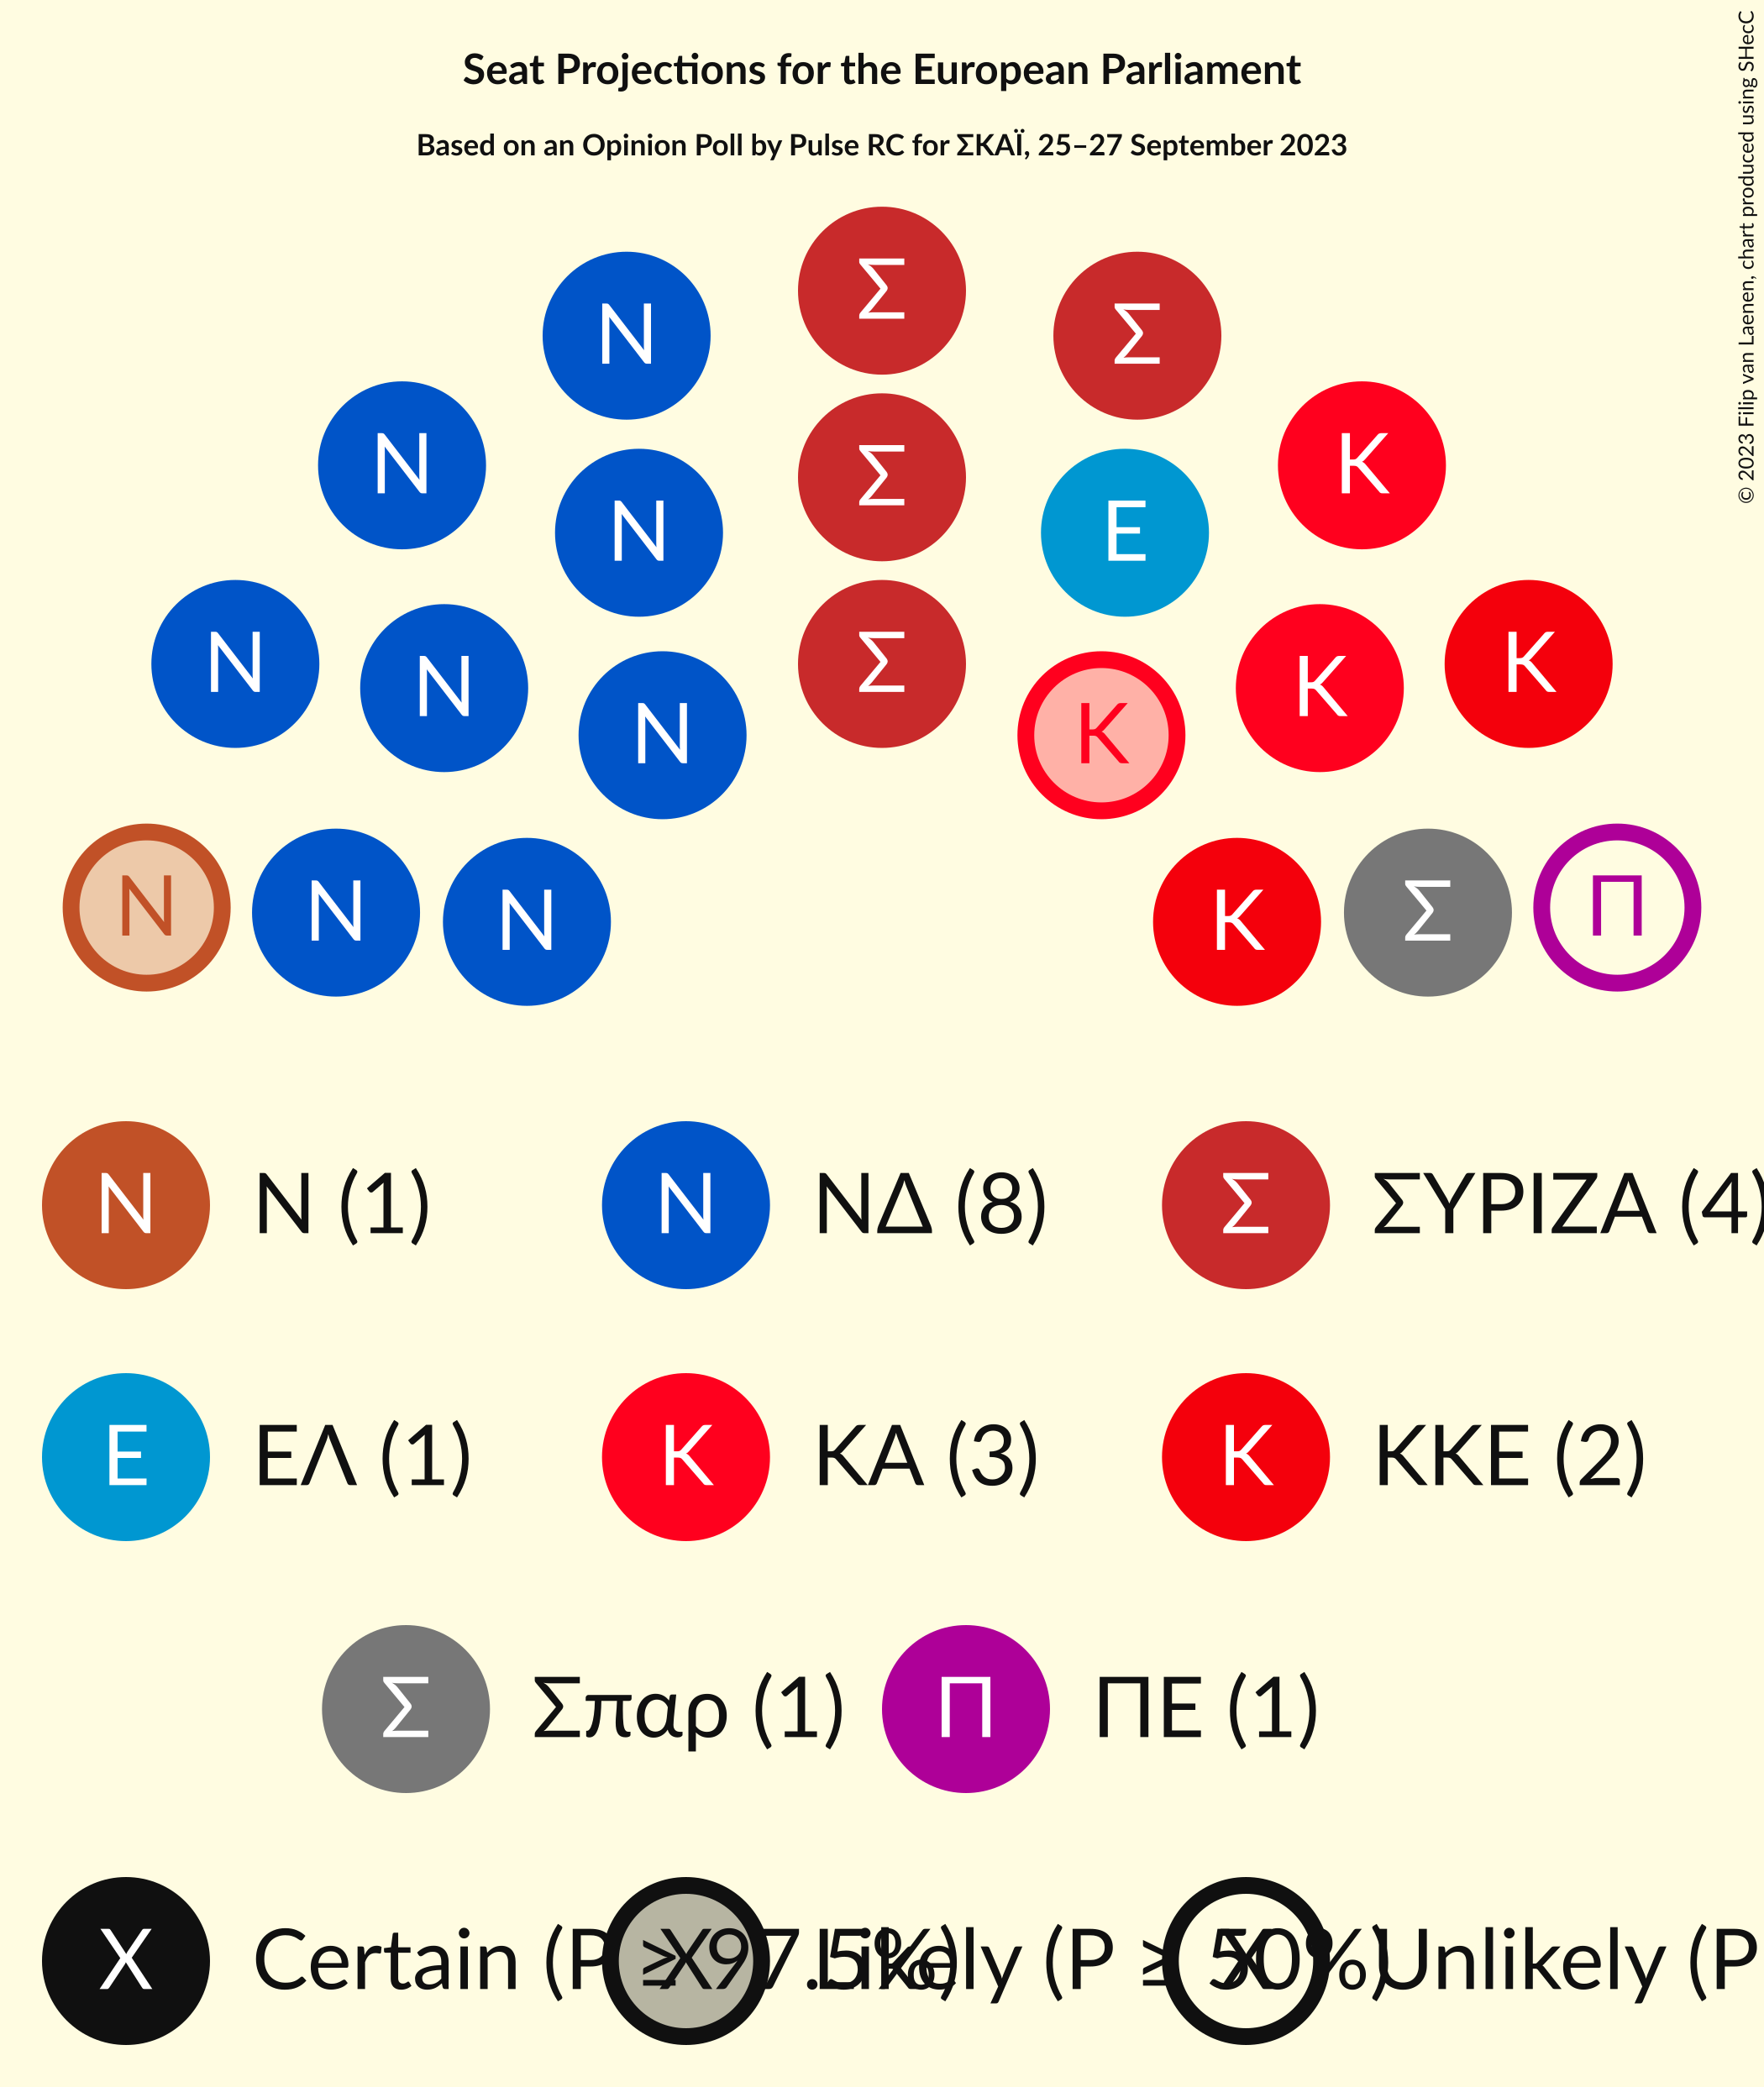 Seat Projections for the European Parliament
Based on an Opinion Poll by Pulse RC for ΣΚΑΪ, 25–27 September 2023
© 2023 Filip van Laenen, chart produced using SHecC
Σ
Ν Σ
Ν Σ Κ
Ν Ε
Ν Ν Σ Κ Κ
Ν Κ
Ν Ν Ν Κ Σ Π
Ν Ν (1) Ν ΝΔ (8) Σ ΣΥΡΙΖΑ (4)
Ε ΕΛ (1) Κ ΚΑ (3) Κ ΚΚΕ (2)
Σ Σπαρ (1) Π ΠΕ (1)
X Certain (P ≥ 97.5%) X Likely (P ≥ 50%) X Unlikely (P